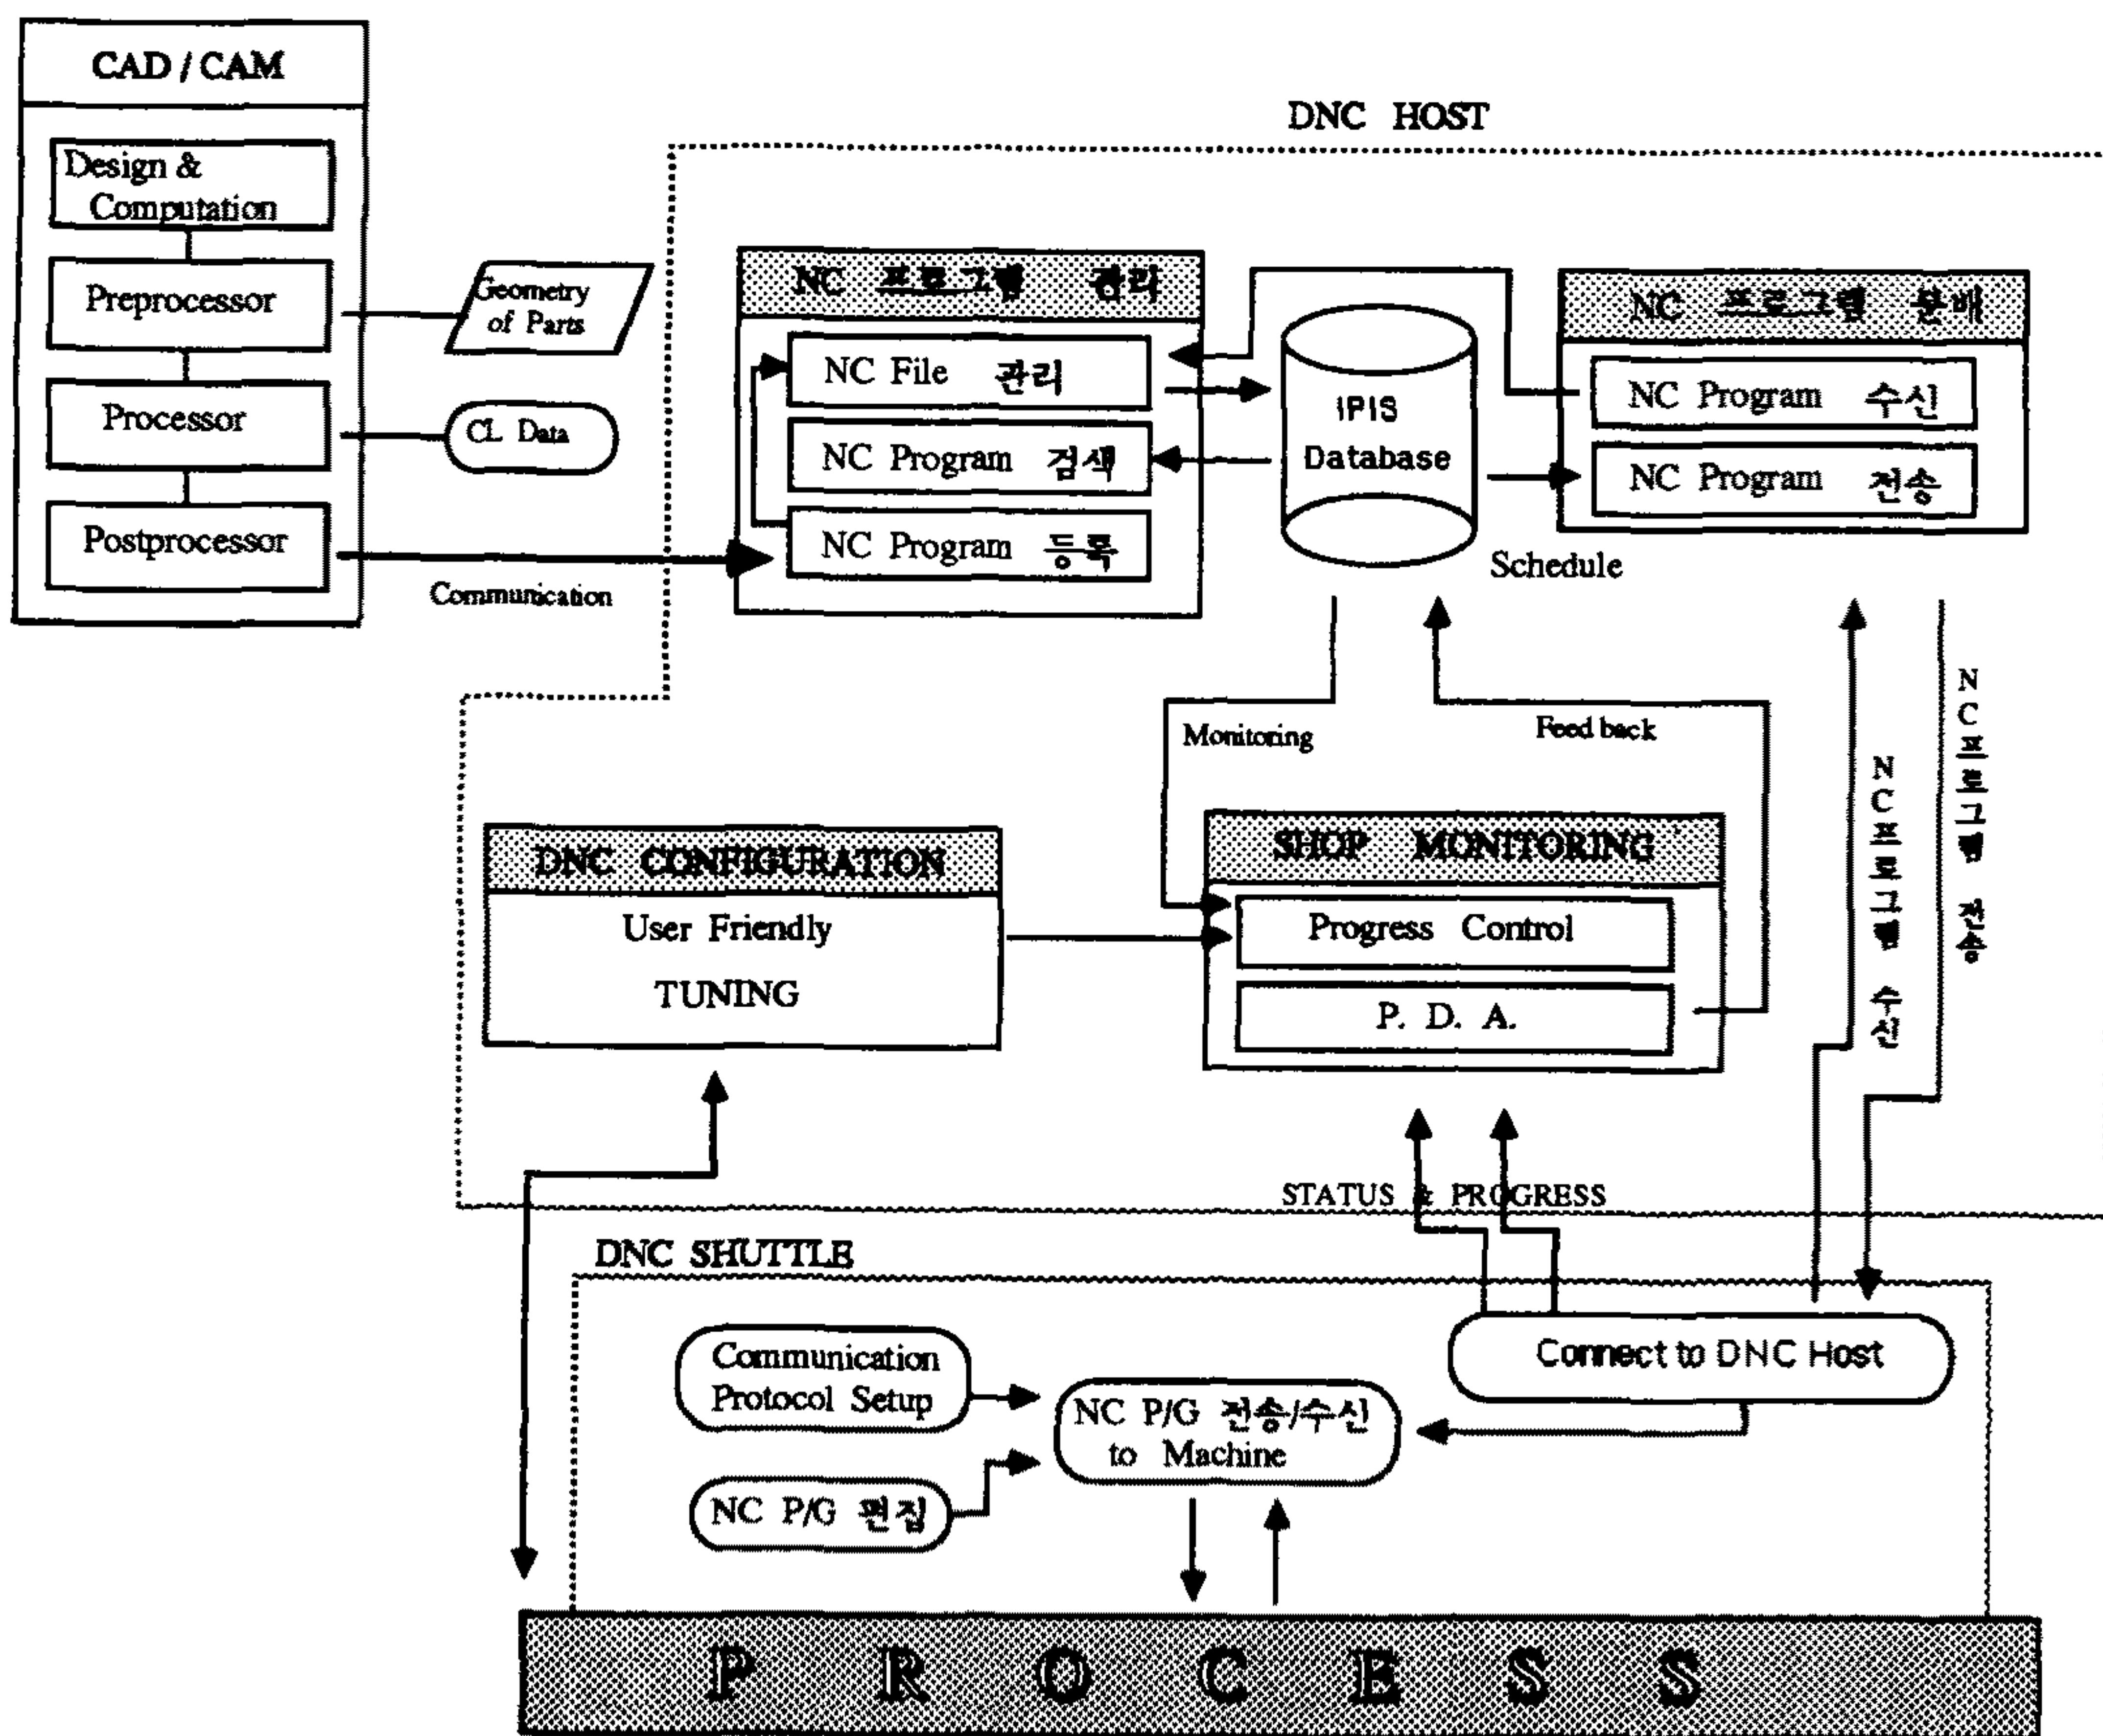 CAD / CAM
Design &
Computation
Preprocessor
Geometry
of Parts
Processor
CL Data
Postprocessor
Communication
DNC HOST
NC 프로그램 관리
NC File 관리
NC Program 검색
NC Program 등록
IPIS
Database
NC 프로그램 분배
NC Program 수신
NC Program 전송
Schedule
Monitoring
Feed back
NC프로그램 수신
NC프로그램 전송
DNC CONFIGURATION
User Friendly
TUNING
SHOP MONITORING
Progress Control
P. D. A.
STATUS & PROGRESS
DNC SHUTTLE
Communication
Protocol Setup
NC P/G 편집
NC P/G 전송/수신
to Machine
Connect to DNC Host
PROCESS